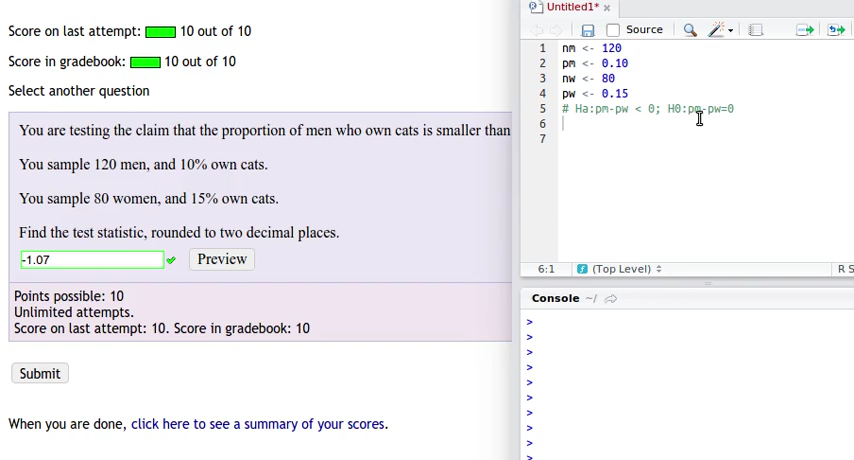 Score on last attempt: 10 out of 10
Score in gradebook: 10 out of 10
Select another question
You are testing the claim that the proportion of men who own cats is smaller than
You sample 120 men, and 10% own cats.
You sample 80 women, and 15% own cats.
Find the test statistic, rounded to two decimal places.
-1.07
Preview
Points possible: 10
Unlimited attempts.
Score on last attempt: 10. Score in gradebook: 10
Submit
When you are done, click here to see a summary of your scores.
Untitled1* ×
Source
1 nm <- 120
2 pm <- 0.10
3 nw <- 80
4 pw <- 0.15
5 # Ha:pm-pw < 0; H0:pm-pw=0
6
7
6:1 (Top Level) R S
Console ~/
>
>
>
>
>
>
>
>
>
>